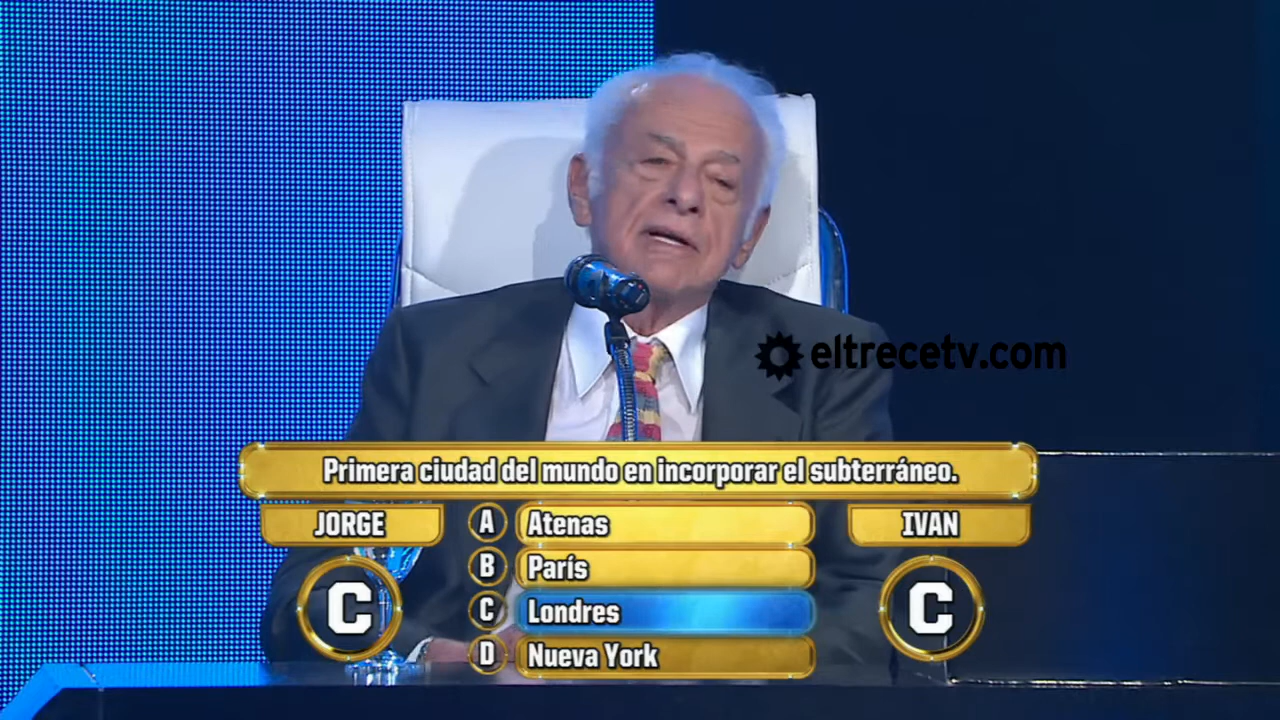 eltrecetv.com
Primera ciudad del mundo en incorporar el subterráneo.
JORGE
A Atenas
B París
C Londres
D Nueva York
IVAN
C
C